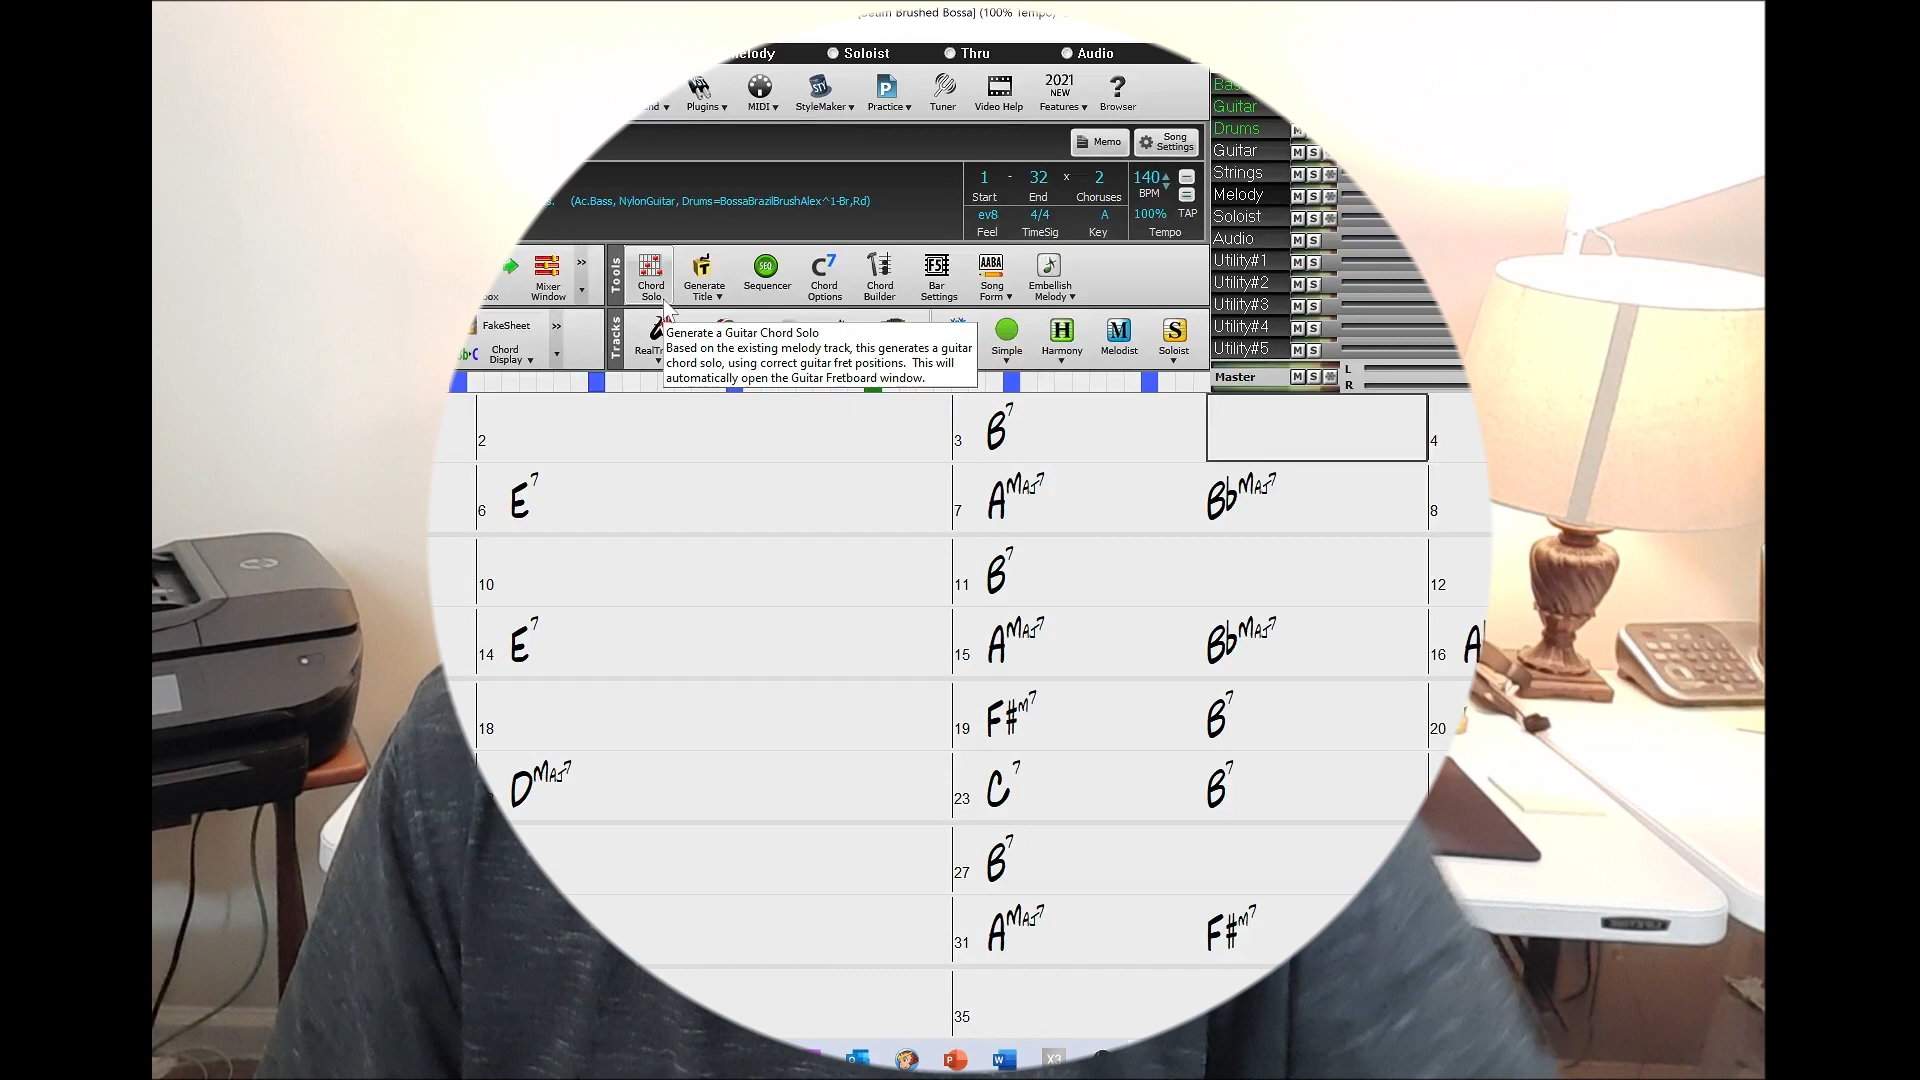 [Setim Brushed Bossa] (100% Tempo)
Melody Soloist Thru Audio
Plugins MIDI StyleMaker Practice Tuner Video Help 2021 NEW Features Browser
Memo Song Settings
(Ac.Bass, NylonGuitar, Drums=BossaBrazilBrushAlex^1-Br,Rd)
1 - 32 x 2 140
Start End Choruses BPM
ev8 4/4 A 100% TAP
Feel TimeSig Key Tempo
Bass
Guitar
Drums M
Guitar M S
Strings M S
Melody M S
Soloist M S
Audio M S
Utility#1 M S
Utility#2 M S
Utility#3 M S
Utility#4 M S
Utility#5 M S
Master M S L R
Mixer Window
Tools
Chord Solo
Generate Title
SEQ
Sequencer
C7
Chord Options
Chord Builder
Bar Settings
AABA
Song Form
Embellish Melody
FakeSheet
Chord Display
Tracks
Simple
H
Harmony
M
Melodist
S
Soloist
Generate a Guitar Chord Solo
Based on the existing melody track, this generates a guitar
chord solo, using correct guitar fret positions. This will
automatically open the Guitar Fretboard window.
2 3 B7 4
6 E7 7 AMAJ7 BbMAJ7 8
10 11 B7 12
14 E7 15 AMAJ7 BbMAJ7 16
18 19 F#m7 B7 20
DMAJ7 23 C7 B7
27 B7
31 AMAJ7 F#m7
35
P W X3